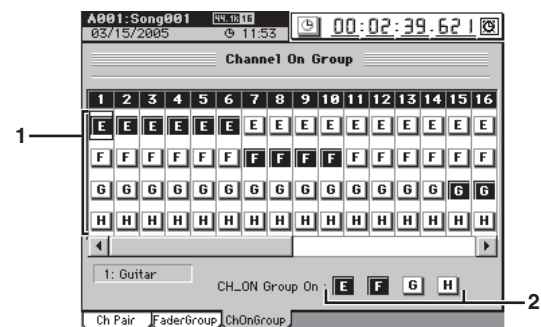 A001:Song001 44.1k 16
03/15/2005 11:53 00:02:39.621
Channel On Group
1 2 3 4 5 6 7 8 9 10 11 12 13 14 15 16
1
E E E E E E E E E E E E E E E E
F F F F F F F F F F F F F F F F
G G G G G G G G G G G G G G G G
H H H H H H H H H H H H H H H H
1: Guitar
CH_ON Group On : E F G H
2
Ch Pair FaderGroup ChOnGroup